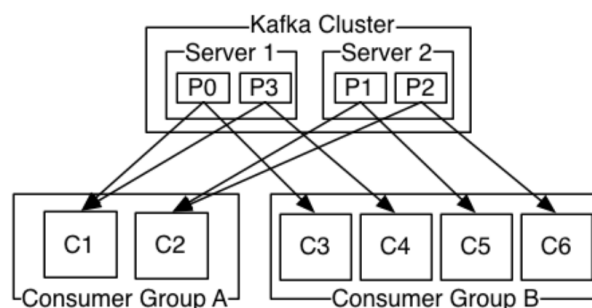 Kafka Cluster
Server 1 Server 2
P0 P3 P1 P2
C1 C2 C3 C4 C5 C6
Consumer Group A Consumer Group B